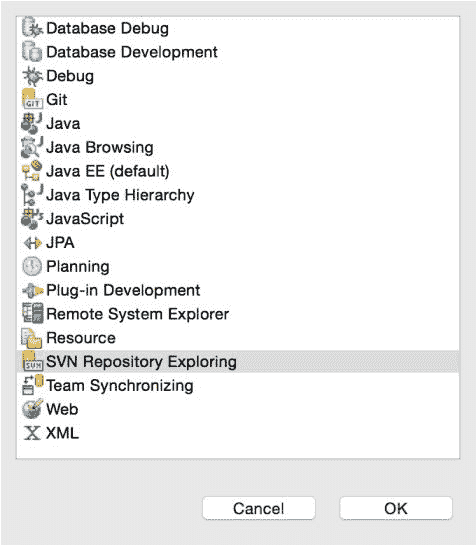 Database Debug
Database Development
Debug
GIT Git
Java
Java Browsing
Java EE (default)
Java Type Hierarchy
JavaScript
JPA
Planning
Plug-in Development
Remote System Explorer
Resource
SVN SVN Repository Exploring
Team Synchronizing
Web
X XML
Cancel OK